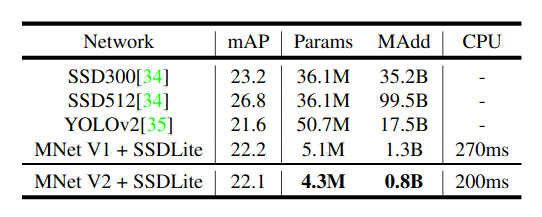 Network mAP Params MAdd CPU
SSD300[34] 23.2 36.1M 35.2B -
SSD512[34] 26.8 36.1M 99.5B -
YOLOv2[35] 21.6 50.7M 17.5B -
MNet V1 + SSDLite 22.2 5.1M 1.3B 270ms
MNet V2 + SSDLite 22.1 4.3M 0.8B 200ms